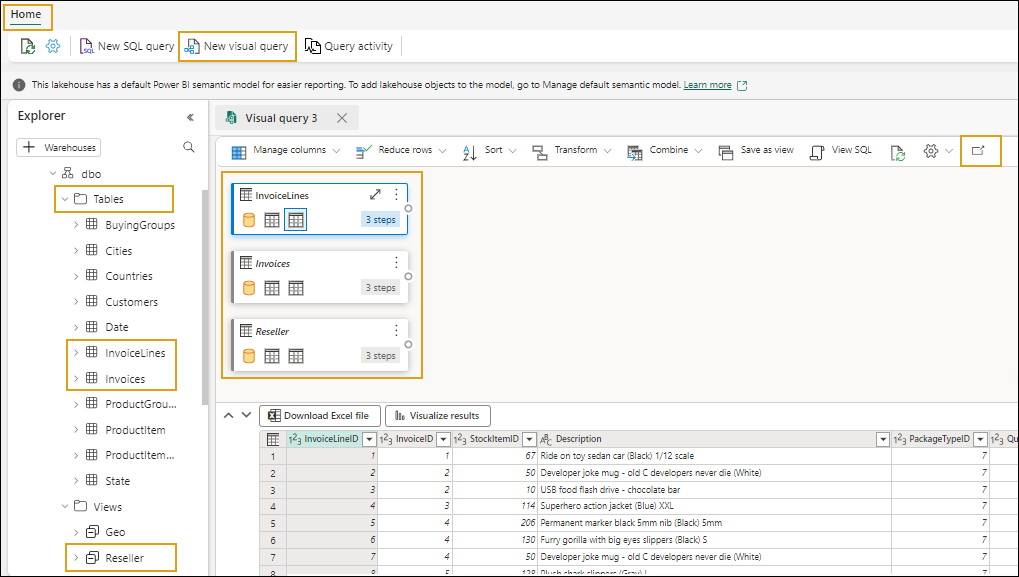 Home
New SQL query New visual query Query activity
This lakehouse has a default Power BI semantic model for easier reporting. To add lakehouse objects to the model, go to Manage default semantic model. Learn more
Explorer
Warehouses
dbo
Tables
BuyingGroups
Cities
Countries
Customers
Date
InvoiceLines
Invoices
ProductGrou...
ProductItem
ProductItem...
State
Views
Geo
Reseller
Visual query 3
Manage columns Reduce rows Sort Transform Combine Save as view View SQL
InvoiceLines
3 steps
Invoices
3 steps
Reseller
3 steps
Download Excel file Visualize results
InvoiceLineID InvoiceID StockItemID Description PackageTypeID Qu
1 1 1 67 Ride on toy sedan car (Black) 1/12 scale 7
2 2 2 50 Developer joke mug - old C developers never die (White) 7
3 3 2 10 USB food flash drive - chocolate bar 7
4 4 3 114 Superhero action jacket (Blue) XXL 7
5 5 4 206 Permanent marker black 5mm nib (Black) 5mm 7
6 6 4 130 Furry gorilla with big eyes slippers (Black) S 7
7 7 4 50 Developer joke mug - old C developers never die (White) 7
8 8 5 128 Plush shark slippers (Gray) L 7